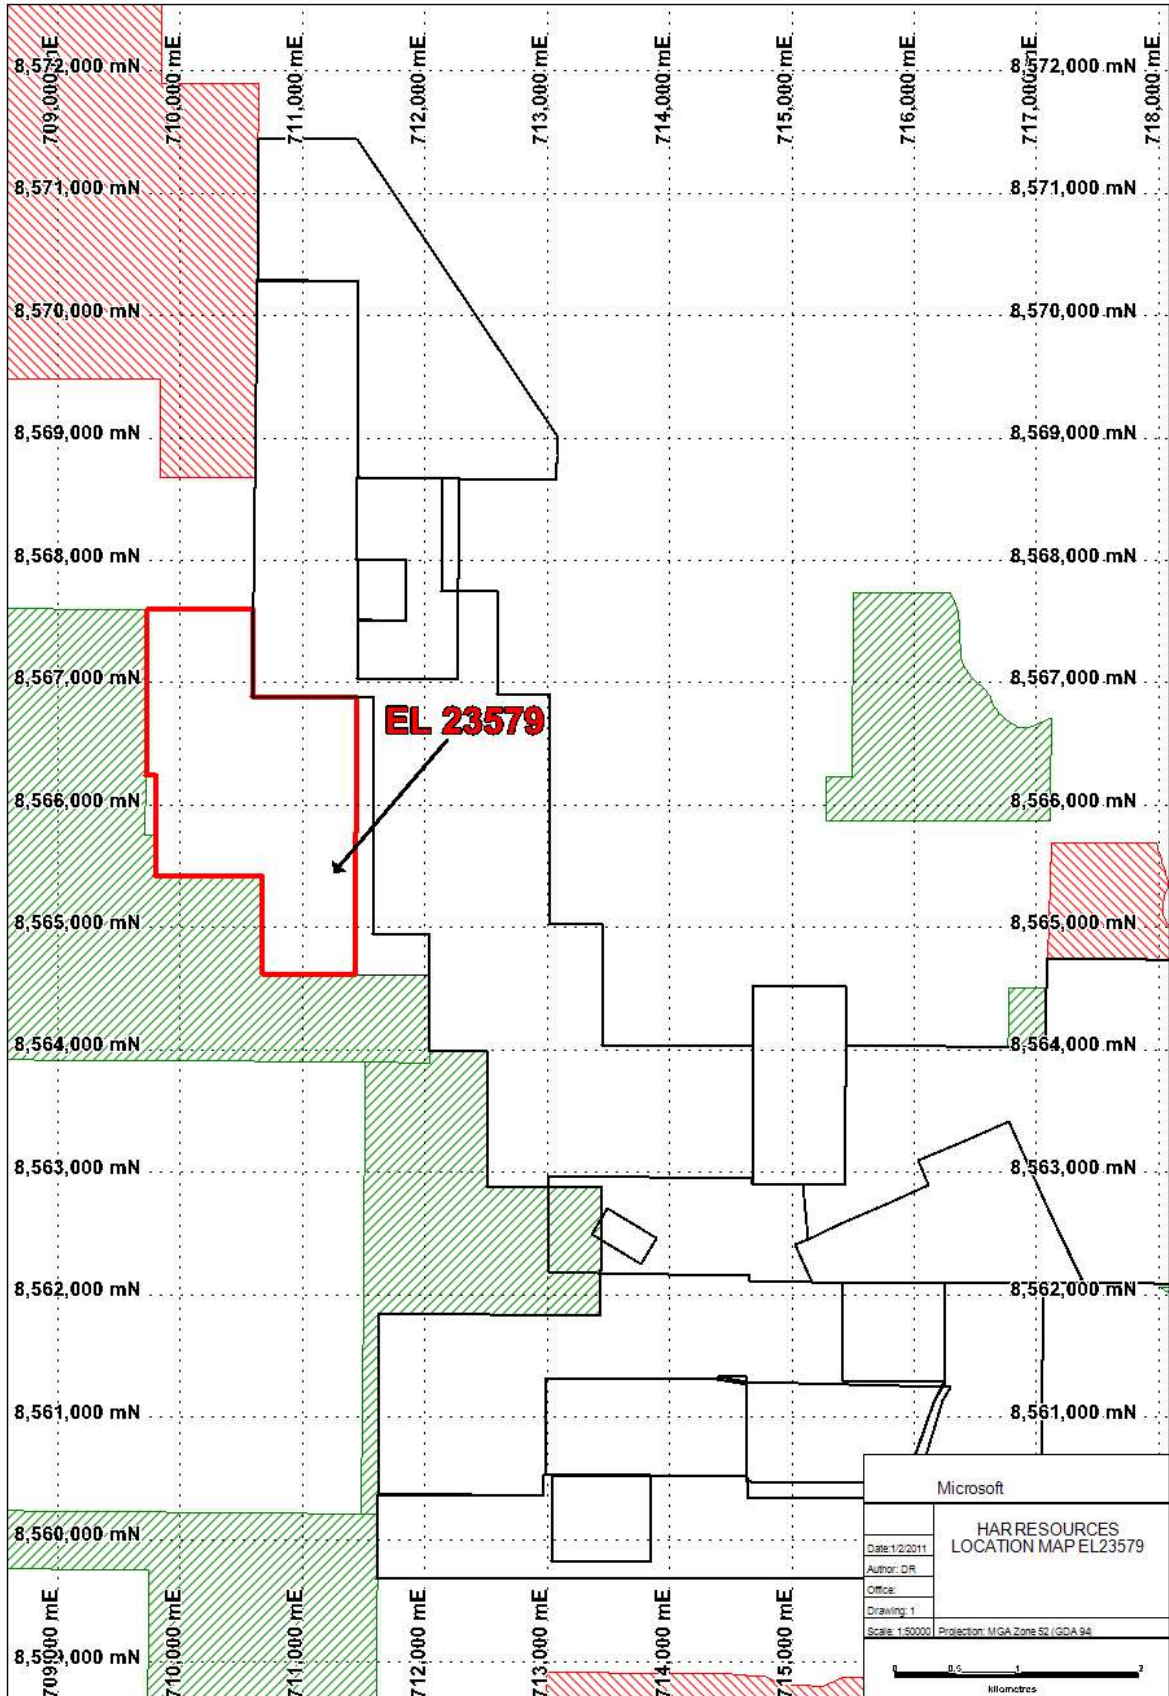 709,000 mE 710,000 mE 711,000 mE 712,000 mE 713,000 mE 714,000 mE 715,000 mE 716,000 mE 717,000 mE 718,000 mE
8,572,000 mN 8,572,000 mN
8,571,000 mN 8,571,000 mN
8,570,000 mN 8,570,000 mN
8,569,000 mN 8,569,000 mN
8,568,000 mN 8,568,000 mN
8,567,000 mN 8,567,000 mN
EL 23579
8,566,000 mN 8,566,000 mN
8,565,000 mN 8,565,000 mN
8,564,000 mN 8,564,000 mN
8,563,000 mN 8,563,000 mN
8,562,000 mN 8,562,000 mN
8,561,000 mN 8,561,000 mN
8,560,000 mN
8,559,000 mN
709,000 mE 710,000 mE 711,000 mE 712,000 mE 713,000 mE 714,000 mE 715,000 mE
Microsoft
HAR RESOURCES
LOCATION MAP EL23579
Date:1/2/2011
Author: DR
Office:
Drawing: 1
Scale: 1:50000 Projection: MGA Zone 52 (GDA 94)
0 0.5 1 2
kilometres